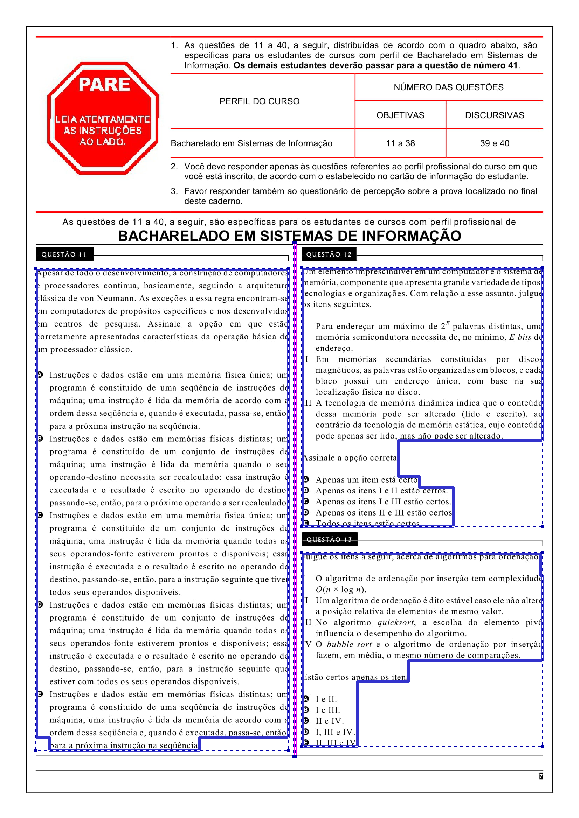 1. As questões de 11 a 40, a seguir, distribuídas de acordo com o quadro abaixo, são
específicas para os estudantes de cursos com perfil de Bacharelado em Sistemas de
Informação. Os demais estudantes deverão passar para a questão de número 41.
PARE
LEIA ATENTAMENTE
AS INSTRUÇÕES
AO LADO.
PERFIL DO CURSO
NÚMERO DAS QUESTÕES
OBJETIVAS
DISCURSIVAS
Bacharelado em Sistemas de Informação
11 a 38
39 e 40
2. Você deve responder apenas às questões referentes ao perfil profissional do curso em que
você está inscrito, de acordo com o estabelecido no cartão de informação do estudante.
3. Favor responder também ao questionário de percepção sobre a prova localizado no final
deste caderno.
As questões de 11 a 40, a seguir, são específicas para os estudantes de cursos com perfil profissional de
BACHARELADO EM SISTEMAS DE INFORMAÇÃO
QUESTÃO 11
Apesar de todo o desenvolvimento, a construção de computadores
e processadores continua, basicamente, seguindo a arquitetura
clássica de von Neumann. As exceções a essa regra encontram-se
em computadores de propósitos específicos e nos desenvolvidos
em centros de pesquisa. Assinale a opção em que estão
corretamente apresentadas características da operação básica de
um processador clássico.
A Instruções e dados estão em uma memória física única; um
programa é constituído de uma seqüência de instruções de
máquina; uma instrução é lida da memória de acordo com a
ordem dessa seqüência e, quando é executada, passa-se, então,
para a próxima instrução na seqüência.
B Instruções e dados estão em memórias físicas distintas; um
programa é constituído de um conjunto de instruções de
máquina; uma instrução é lida da memória quando o seu
operando-destino necessita ser recalculado; essa instrução é
executada e o resultado é escrito no operando de destino,
passando-se, então, para o próximo operando a ser recalculado.
C Instruções e dados estão em uma memória física única; um
programa é constituído de um conjunto de instruções de
máquina; uma instrução é lida da memória quando todos os
seus operandos-fonte estiverem prontos e disponíveis; essa
instrução é executada e o resultado é escrito no operando de
destino, passando-se, então, para a instrução seguinte que tiver
todos seus operandos disponíveis.
D Instruções e dados estão em memórias físicas distintas; um
programa é constituído de um conjunto de instruções de
máquina; uma instrução é lida da memória quando todos os
seus operandos-fonte estiverem prontos e disponíveis; essa
instrução é executada e o resultado é escrito no operando de
destino, passando-se, então, para a instrução seguinte que
estiver com todos os seus operandos disponíveis.
E Instruções e dados estão em memórias físicas distintas; um
programa é constituído de uma seqüência de instruções de
máquina; uma instrução é lida da memória de acordo com a
ordem dessa seqüência e, quando é executada, passa-se, então,
para a próxima instrução na seqüência.
QUESTÃO 12
Um elemento imprescindível em um computador é o sistema de
memória, componente que apresenta grande variedade de tipos,
tecnologias e organizações. Com relação a esse assunto, julgue
os itens seguintes.
I Para endereçar um máximo de 2^E palavras distintas, uma
memória semicondutora necessita de, no mínimo, E bits de
endereço.
II Em memórias secundárias constituídas por discos
magnéticos, as palavras estão organizadas em blocos, e cada
bloco possui um endereço único, com base na sua
localização física no disco.
III A tecnologia de memória dinâmica indica que o conteúdo
dessa memória pode ser alterado (lido e escrito), ao
contrário da tecnologia de memória estática, cujo conteúdo
pode apenas ser lido, mas não pode ser alterado.
Assinale a opção correta.
A Apenas um item está certo.
B Apenas os itens I e II estão certos.
C Apenas os itens I e III estão certos.
D Apenas os itens II e III estão certos.
E Todos os itens estão certos.
QUESTÃO 13
Julgue os itens a seguir, acerca de algoritmos para ordenação.
I O algoritmo de ordenação por inserção tem complexidade
O(n × log n).
II Um algoritmo de ordenação é dito estável caso ele não altere
a posição relativa de elementos de mesmo valor.
III No algoritmo quicksort, a escolha do elemento pivô
influencia o desempenho do algoritmo.
IV O bubble sort e o algoritmo de ordenação por inserção
fazem, em média, o mesmo número de comparações.
Estão certos apenas os itens
A I e II.
B I e III.
C II e IV.
D I, III e IV.
E II, III e IV.